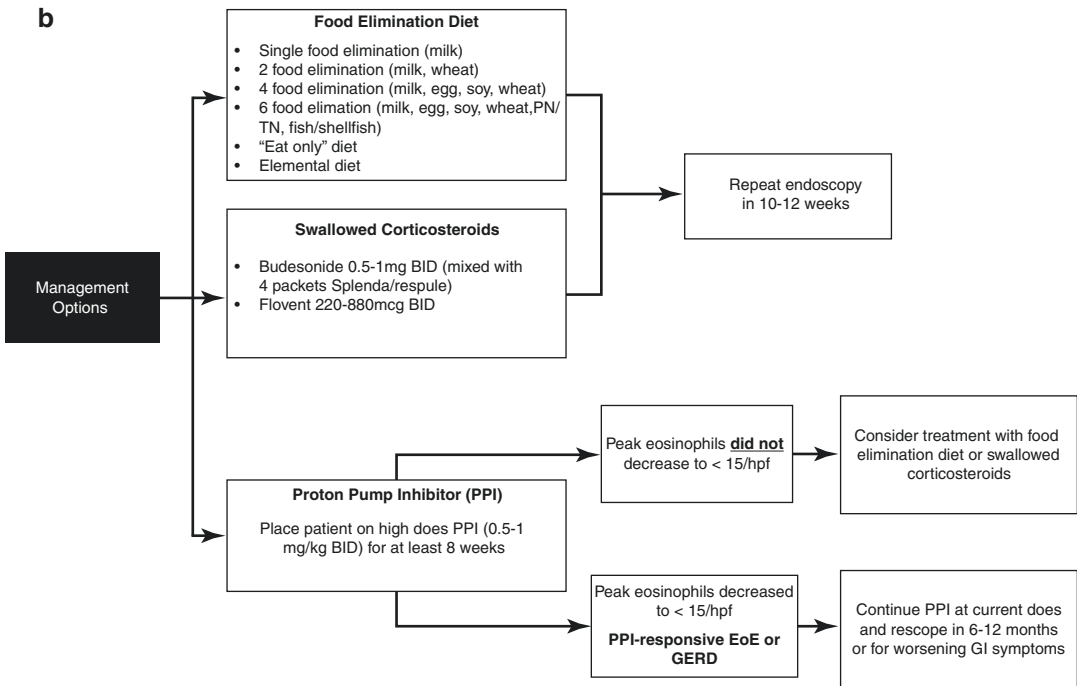 b
Food Elimination Diet
• Single food elimination (milk)
• 2 food elimination (milk, wheat)
• 4 food elimination (milk, egg, soy, wheat)
• 6 food elimation (milk, egg, soy, wheat,PN/
TN, fish/shellfish)
• “Eat only” diet
• Elemental diet
Repeat endoscopy
in 10-12 weeks
Swallowed Corticosteroids
• Budesonide 0.5-1mg BID (mixed with
4 packets Splenda/respule)
• Flovent 220-880mcg BID
Management
Options
Peak eosinophils did not
decrease to < 15/hpf
Consider treatment with food
elimination diet or swallowed
corticosteroids
Proton Pump Inhibitor (PPI)
Place patient on high does PPI (0.5-1
mg/kg BID) for at least 8 weeks
Peak eosinophils decreased
to < 15/hpf
PPI-responsive EoE or
GERD
Continue PPI at current does
and rescope in 6-12 months
or for worsening GI symptoms